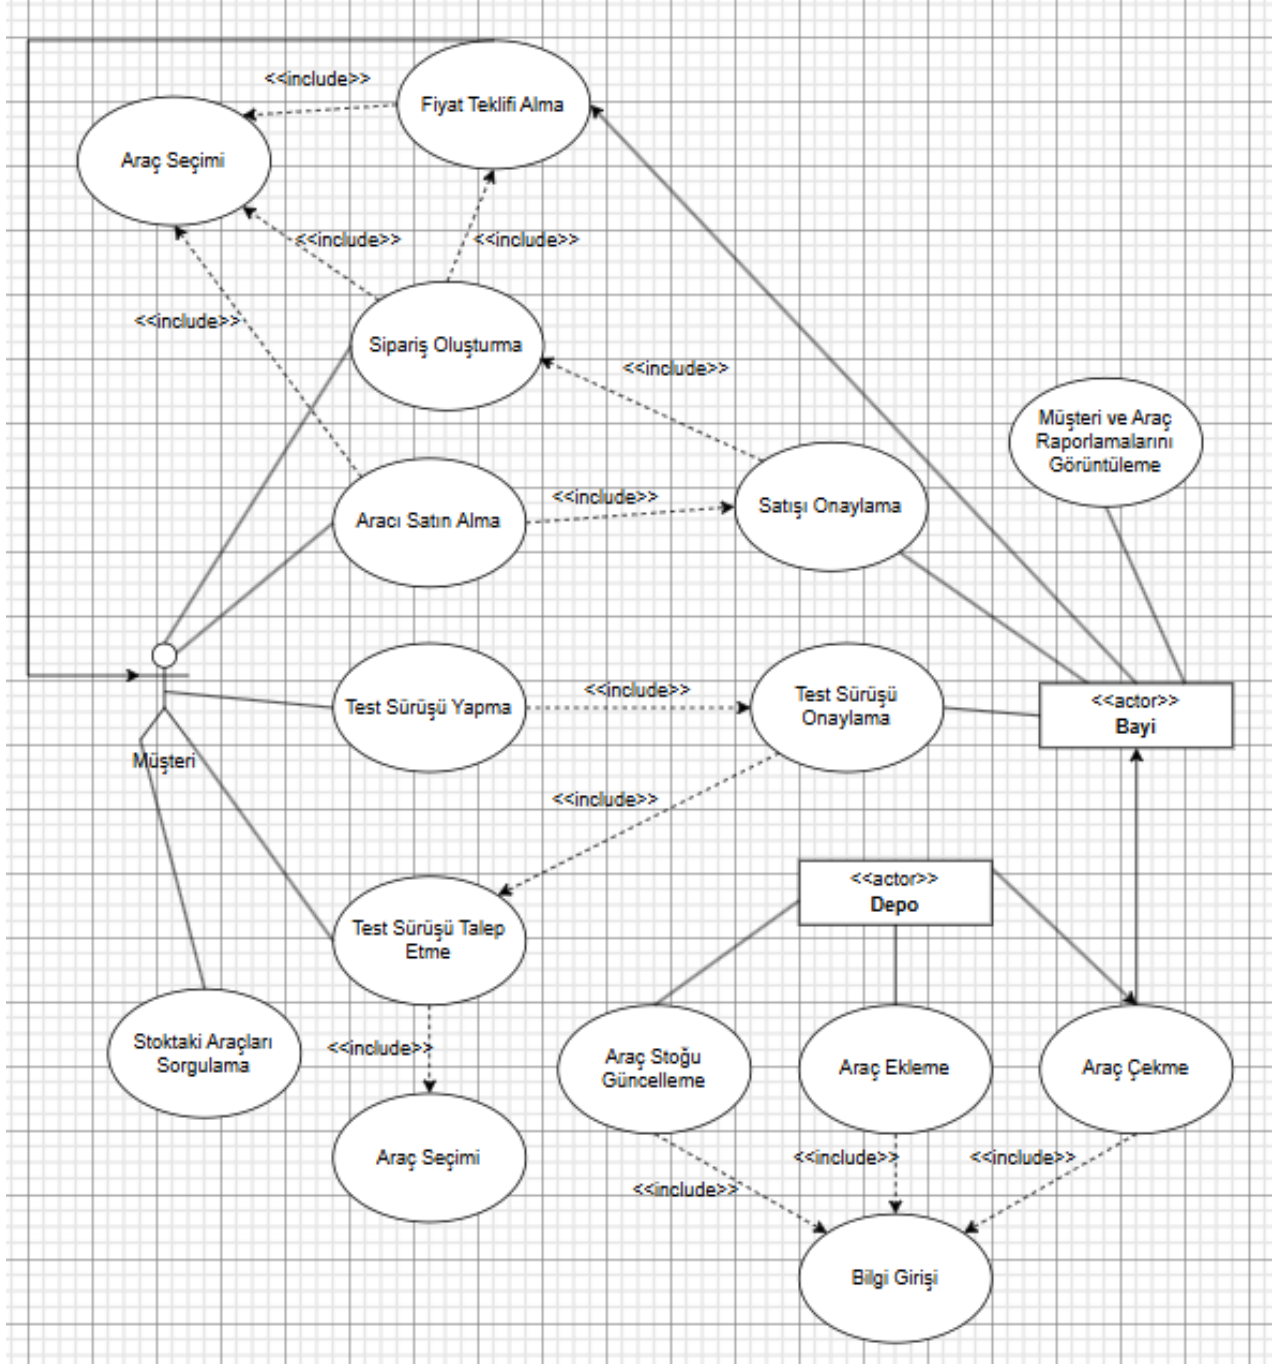 <<include>>
Fiyat Teklifi Alma
Araç Seçimi
<<include>>
<<include>>
<<include>>
Sipariş Oluşturma
<<include>>
Müşteri ve Araç
Raporlamalarını
Görüntüleme
<<include>>
Aracı Satın Alma
Satışı Onaylama
<<include>>
Test Sürüşü Yapma
Test Sürüşü
Onaylama
<<actor>>
Bayi
Müşteri
<<include>>
<<actor>>
Depo
Test Sürüşü Talep
Etme
Stoktaki Araçları
Sorgulama
<<include>>
Araç Stoğu
Güncelleme
Araç Ekleme
Araç Çekme
Araç Seçimi
<<include>>
<<include>>
<<include>>
Bilgi Girişi